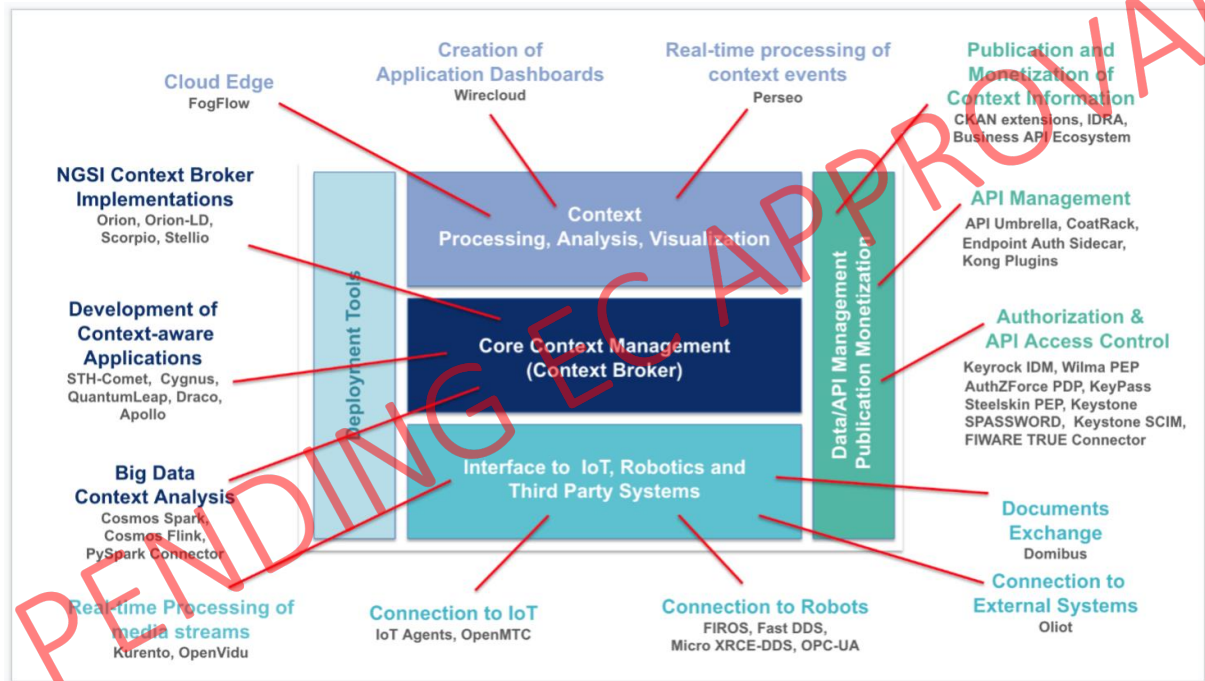 Cloud Edge
FogFlow
Creation of
Application Dashboards
Wirecloud
Real-time processing of
context events
Perseo
Publication and
Monetization of
Context Information
CKAN extensions, IDRA,
Business API Ecosystem
NGSI Context Broker
Implementations
Orion, Orion-LD,
Scorpio, Stellio
Development of
Context-aware
Applications
STH-Comet, Cygnus,
QuantumLeap, Draco,
Apollo
Big Data
Context Analysis
Cosmos Spark,
Cosmos Flink,
PySpark Connector
Real-time Processing of
media streams
Kurento, OpenVidu
Deployment Tools
Context
Processing, Analysis, Visualization
Core Context Management
(Context Broker)
Interface to IoT, Robotics and
Third Party Systems
Data/API Management
Publication Monetization
API Management
API Umbrella, CoatRack,
Endpoint Auth Sidecar,
Kong Plugins
Authorization &
API Access Control
Keyrock IDM, Wilma PEP
AuthZForce PDP, KeyPass
Steelskin PEP, Keystone
SPASSWORD, Keystone SCIM,
FIWARE TRUE Connector
Documents
Exchange
Domibus
Connection to
External Systems
Oliot
Connection to IoT
IoT Agents, OpenMTC
Connection to Robots
FIROS, Fast DDS,
Micro XRCE-DDS, OPC-UA
PENDING EC APPROVAL